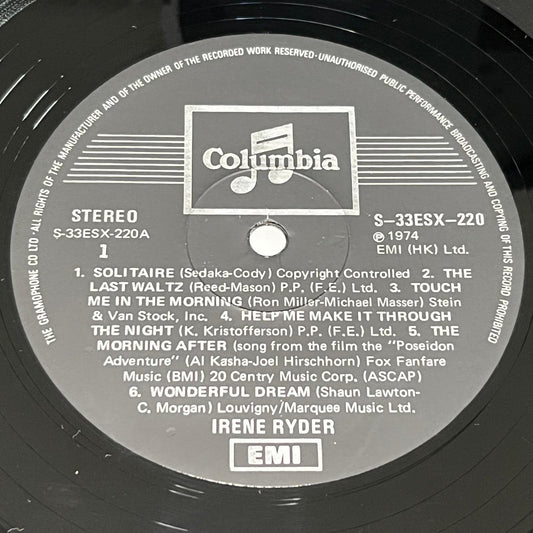 THE GRAMOPHONE CO LTD · ALL RIGHTS OF THE MANUFACTURER AND OF THE OWNER OF THE RECORDED WORK RESERVED · UNAUTHORISED PUBLIC PERFORMANCE BROADCASTING AND COPYING OF THIS RECORD PROHIBITED
Columbia
STEREO
S-33ESX-220A
1
S-33ESX-220
℗ 1974
EMI (HK) Ltd.
1. SOLITAIRE (Sedaka-Cody) Copyright Controlled 2. THE
LAST WALTZ (Reed-Mason) P.P. (F.E.) Ltd. 3. TOUCH
ME IN THE MORNING (Ron Miller-Michael Masser) Stein
& Van Stock, Inc. 4. HELP ME MAKE IT THROUGH
THE NIGHT (K. Kristofferson) P.P. (F.E.) Ltd. 5. THE
MORNING AFTER (song from the film the "Poseidon
Adventure" (Al Kasha-Joel Hirschhorn) Fox Fanfare
Music (BMI) 20 Centry Music Corp. (ASCAP)
6. WONDERFUL DREAM (Shaun Lawton-
C. Morgan) Louvigny/Marquee Music Ltd.
IRENE RYDER
EMI